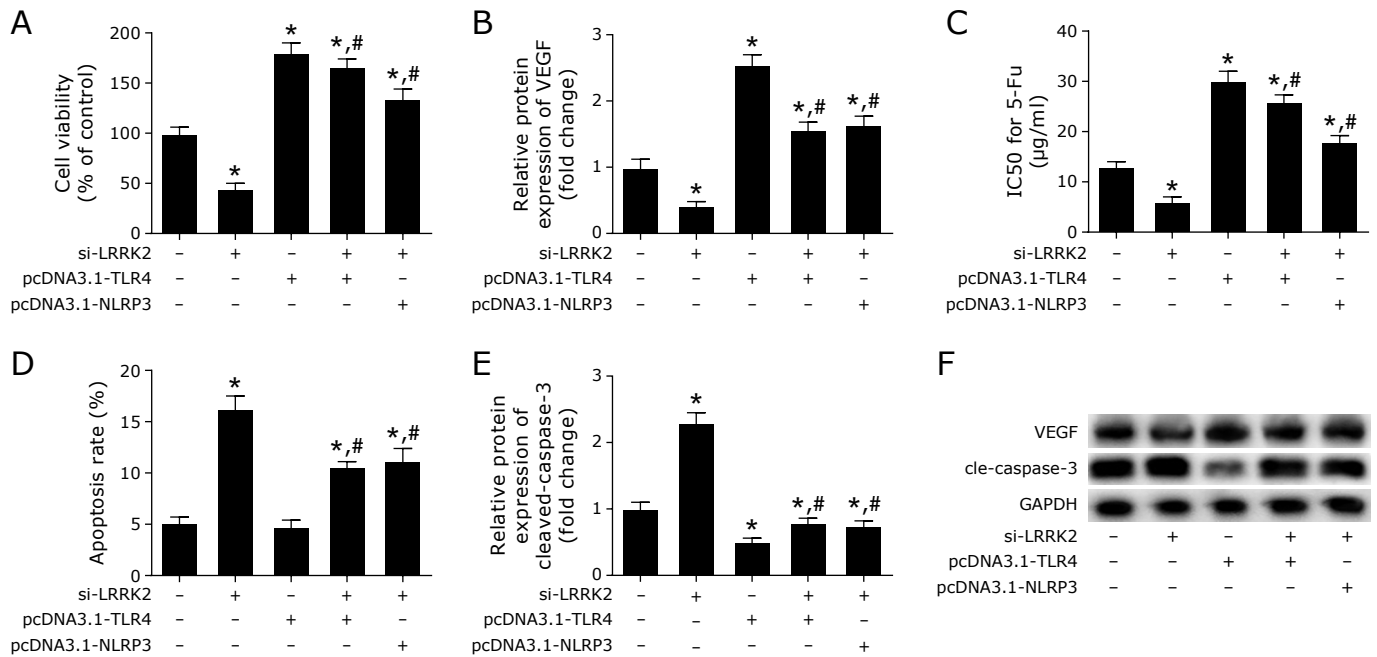 A
Cell viability
(% of control)
200
150
100
50
0
*
*
*,#
*,#
si-LRRK2 – + – + +
pcDNA3.1-TLR4 – – + + –
pcDNA3.1-NLRP3 – – – – +
B
Relative protein
expression of VEGF
(fold change)
3
2
1
0
*
*
*,#
*,#
si-LRRK2 – + – + +
pcDNA3.1-TLR4 – – + + –
pcDNA3.1-NLRP3 – – – – +
C
IC50 for 5-Fu
(µg/ml)
40
30
20
10
0
*
*
*,#
*,#
si-LRRK2 – + – + +
pcDNA3.1-TLR4 – – + + –
pcDNA3.1-NLRP3 – – – – +
D
Apoptosis rate (%)
20
15
10
5
0
*
*,#
*,#
si-LRRK2 – + – + +
pcDNA3.1-TLR4 – – + + –
pcDNA3.1-NLRP3 – – – – +
E
Relative protein
expression of
cleaved-caspase-3
(fold change)
3
2
1
0
*
*
*,#
*,#
si-LRRK2 – + – + +
pcDNA3.1-TLR4 – – + + –
pcDNA3.1-NLRP3 – – – – +
F
VEGF
cle-caspase-3
GAPDH
si-LRRK2 – + – + +
pcDNA3.1-TLR4 – – + + –
pcDNA3.1-NLRP3 – – – – +